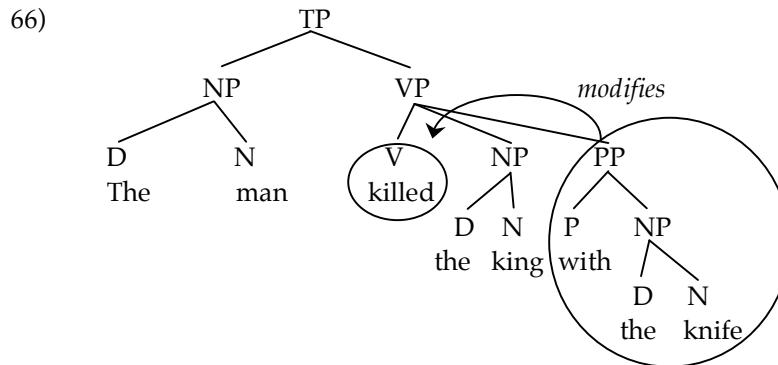 66) TP
NP VP modifies
D N V NP PP
The man killed D N P NP
the king with D N
the knife